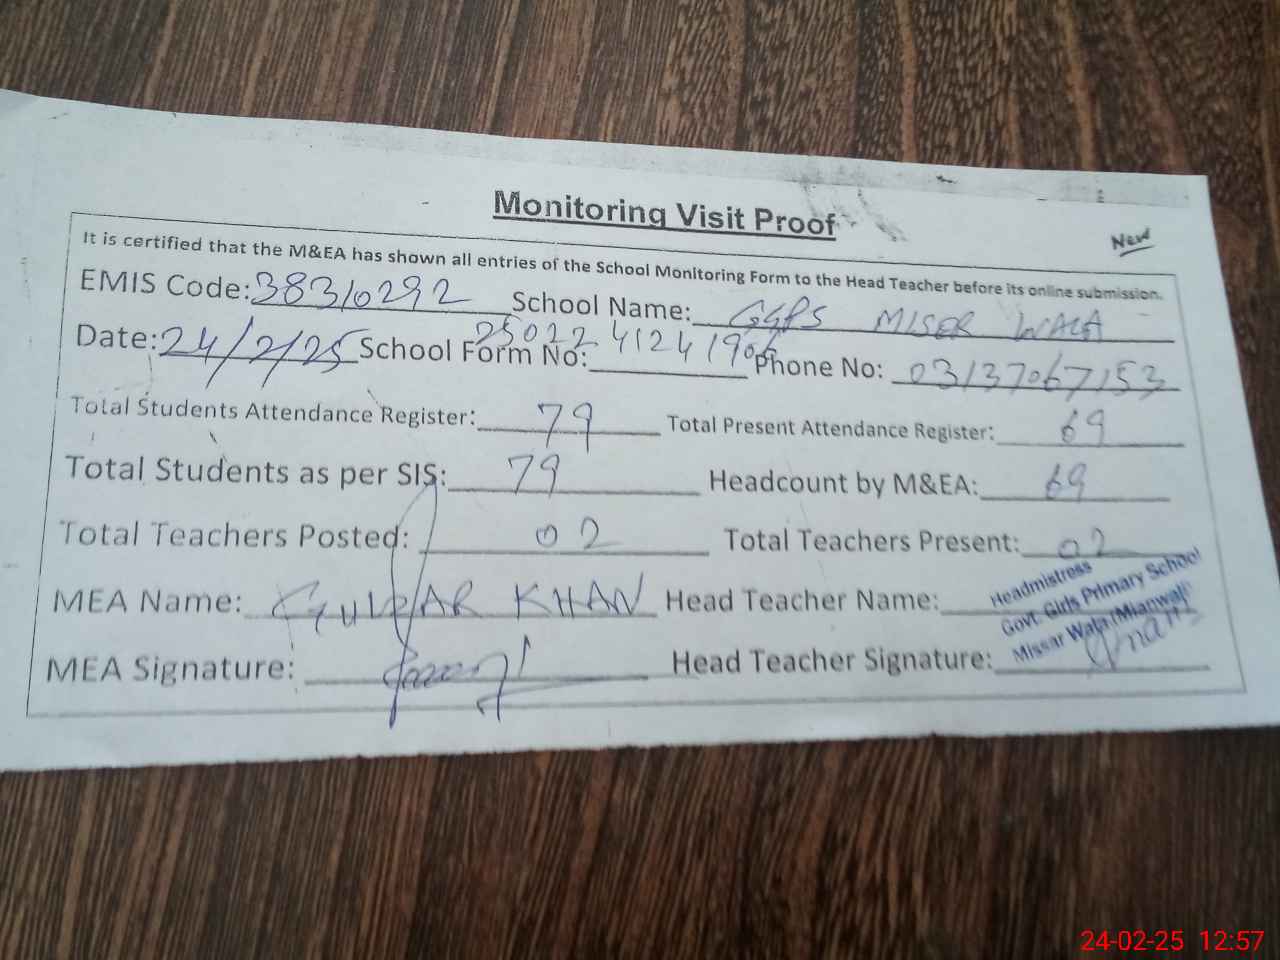 Monitoring Visit Proof
New
It is certified that the M&EA has shown all entries of the School Monitoring Form to the Head Teacher before its online submission.
EMIS Code: 38310292 School Name: GGPS MISER WALA
Date: 24/2/25 School Form No: 2502241241906 Phone No: 03137067153
Total Students Attendance Register: 79 Total Present Attendance Register: 69
Total Students as per SIS: 79 Headcount by M&EA: 69
Total Teachers Posted: 02 Total Teachers Present: 02
MEA Name: GULZAR KHAN Head Teacher Name:
Headmistress
Govt. Girls Primary School
Missar Wala (Mianwali)
MEA Signature: Head Teacher Signature:
24-02-25 12:57